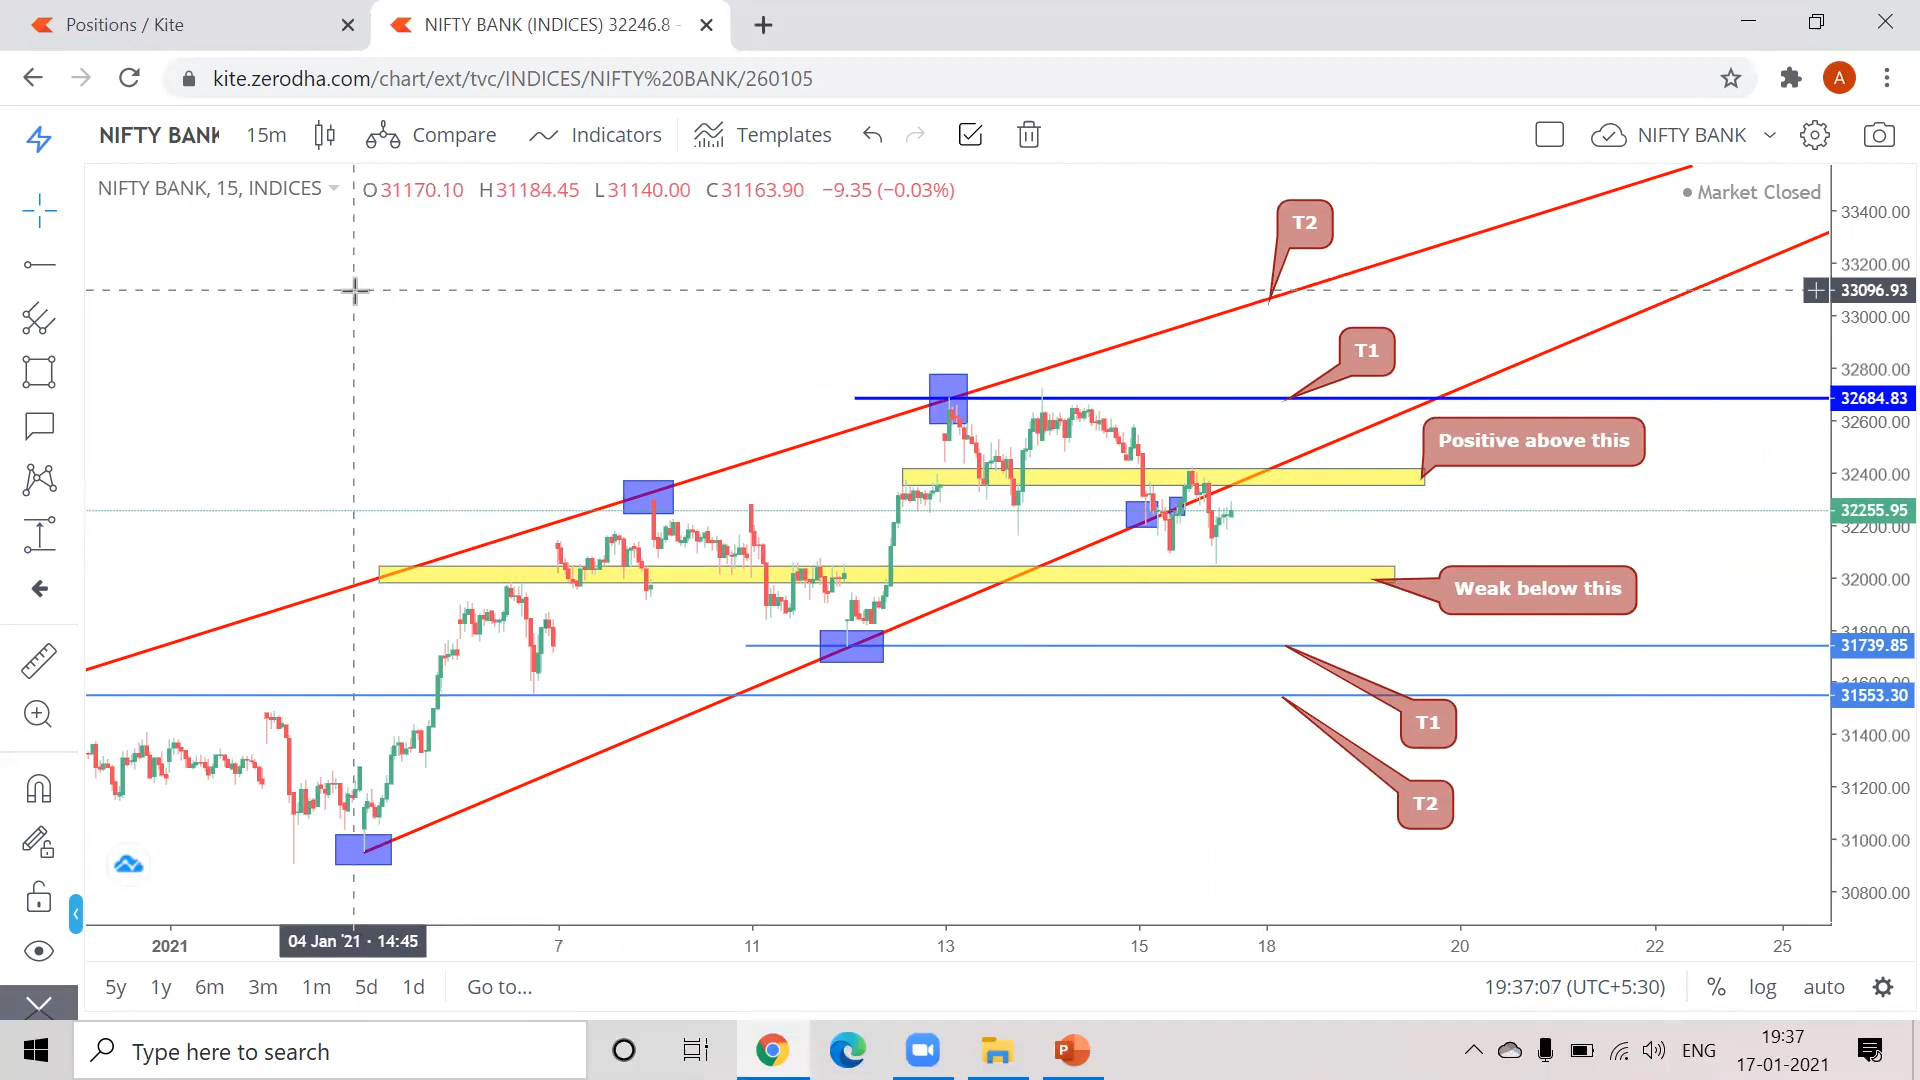 Positions / Kite
NIFTY BANK (INDICES) 32246.8 -
kite.zerodha.com/chart/ext/tvc/INDICES/NIFTY%20BANK/260105
A
NIFTY BANK 15m Compare Indicators Templates NIFTY BANK
NIFTY BANK, 15, INDICES O31170.10 H31184.45 L31140.00 C31163.90 −9.35 (−0.03%)
Market Closed
33400.00
T2
33200.00
33096.93
33000.00
T1
32800.00
32684.83
32600.00
Positive above this
32400.00
32255.95
32200.00
32000.00
Weak below this
31800.00
31739.85
31600.00
31553.30
T1
31400.00
31200.00
T2
31000.00
30800.00
2021 04 Jan '21 · 14:45 7 11 13 15 18 20 22 25
5y 1y 6m 3m 1m 5d 1d Go to... 19:37:07 (UTC+5:30) % log auto
Type here to search
P
ENG
19:37
17-01-2021